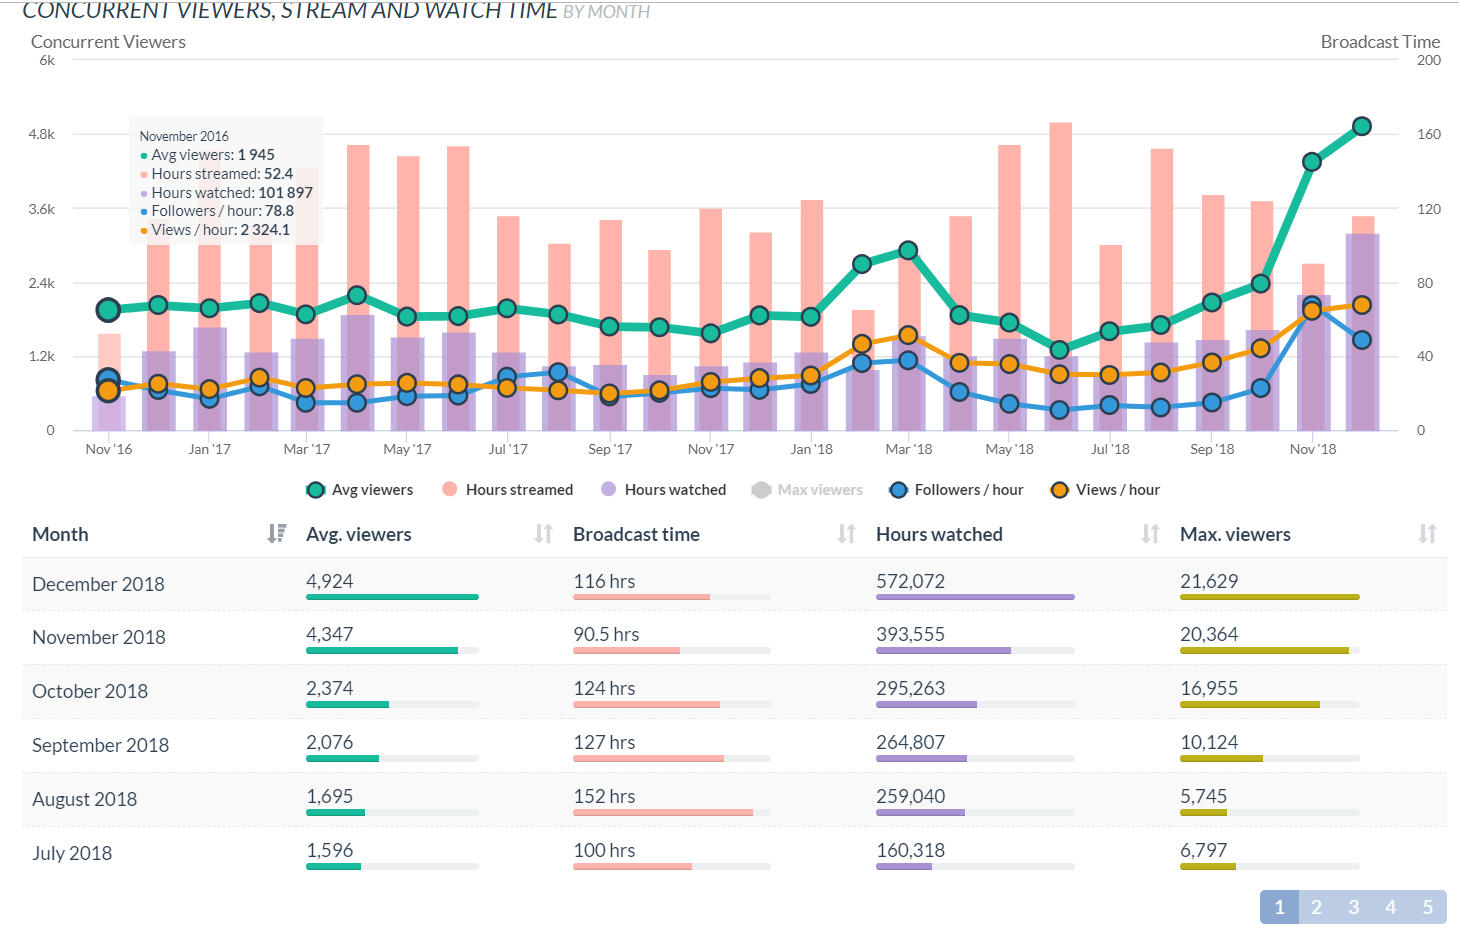 CONCURRENT VIEWERS, STREAM AND WATCH TIME BY MONTH
Concurrent Viewers
Broadcast Time
6k
200
4.8k
160
3.6k
120
2.4k
80
1.2k
40
0
0
November 2016
Avg viewers: 1 945
Hours streamed: 52.4
Hours watched: 101 897
Followers / hour: 78.8
Views / hour: 2 324.1
Nov '16 Jan '17 Mar '17 May '17 Jul '17 Sep '17 Nov '17 Jan '18 Mar '18 May '18 Jul '18 Sep '18 Nov '18
Avg viewers Hours streamed Hours watched Max viewers Followers / hour Views / hour
Month Avg. viewers Broadcast time Hours watched Max. viewers
December 2018 4,924 116 hrs 572,072 21,629
November 2018 4,347 90.5 hrs 393,555 20,364
October 2018 2,374 124 hrs 295,263 16,955
September 2018 2,076 127 hrs 264,807 10,124
August 2018 1,695 152 hrs 259,040 5,745
July 2018 1,596 100 hrs 160,318 6,797
1 2 3 4 5